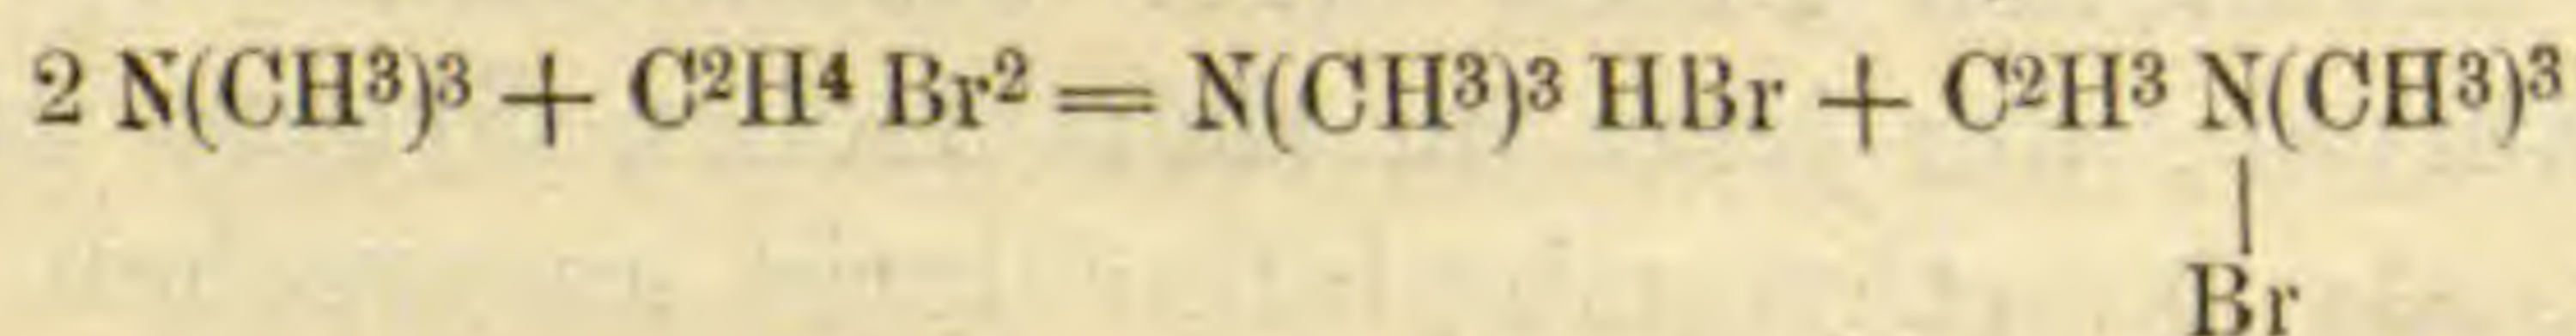 2 N(CH³)³ + C²H⁴ Br² = N(CH³)³ HBr + C²H³ N(CH³)³
|
Br